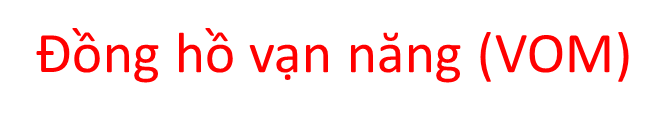 Đồng hồ vạn năng (VOM)